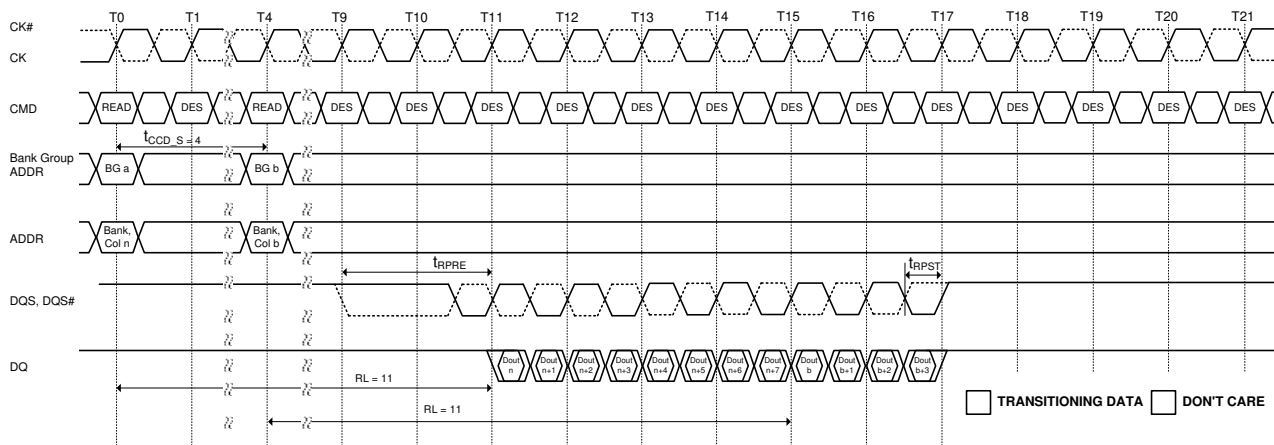 T0 T1 T4 T9 T10 T11 T12 T13 T14 T15 T16 T17 T18 T19 T20 T21
CK#
CK
CMD READ DES READ DES DES DES DES DES DES DES DES DES DES DES DES DES
tCCD_S = 4
Bank Group
ADDR
BG a BG b
ADDR
Bank,
Col n
Bank,
Col b
tRPRE tRPST
DQS, DQS#
DQ
Dout
n
Dout
n+1
Dout
n+2
Dout
n+3
Dout
n+4
Dout
n+5
Dout
n+6
Dout
n+7
Dout
b
Dout
b+1
Dout
b+2
Dout
b+3
RL = 11
RL = 11
TRANSITIONING DATA DON'T CARE